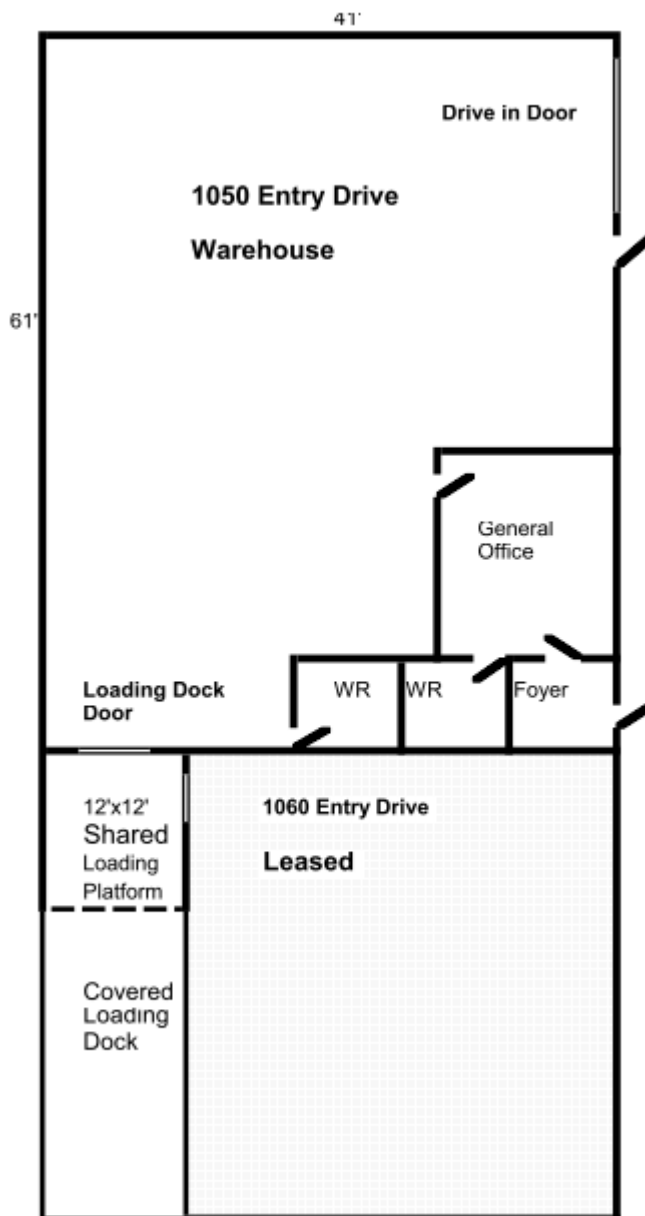 41'
Drive in Door
1050 Entry Drive
Warehouse
61'
General
Office
Loading Dock
Door
WR
WR
Foyer
12'x12'
Shared
Loading
Platform
1060 Entry Drive
Leased
Covered
Loading
Dock